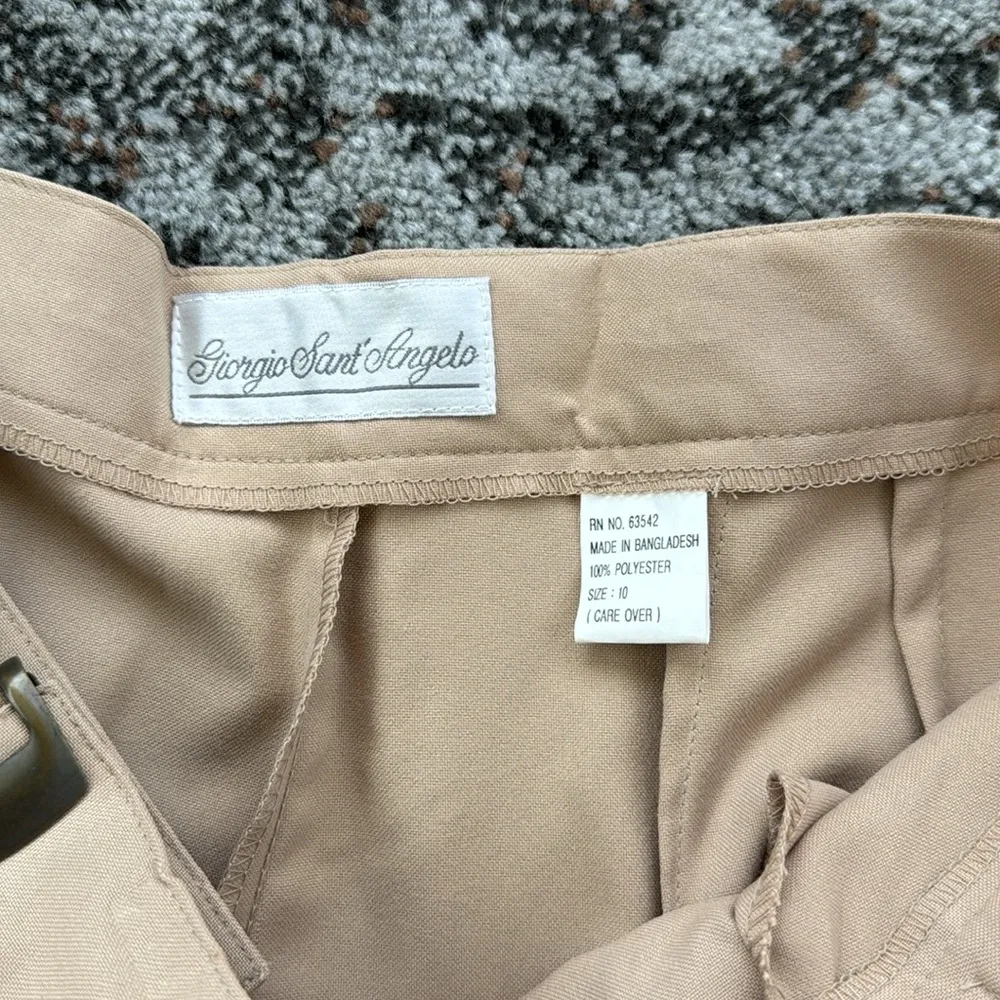 Giorgio Sant'Angelo
RN NO. 63542
MADE IN BANGLADESH
100% POLYESTER
SIZE : 10
( CARE OVER )